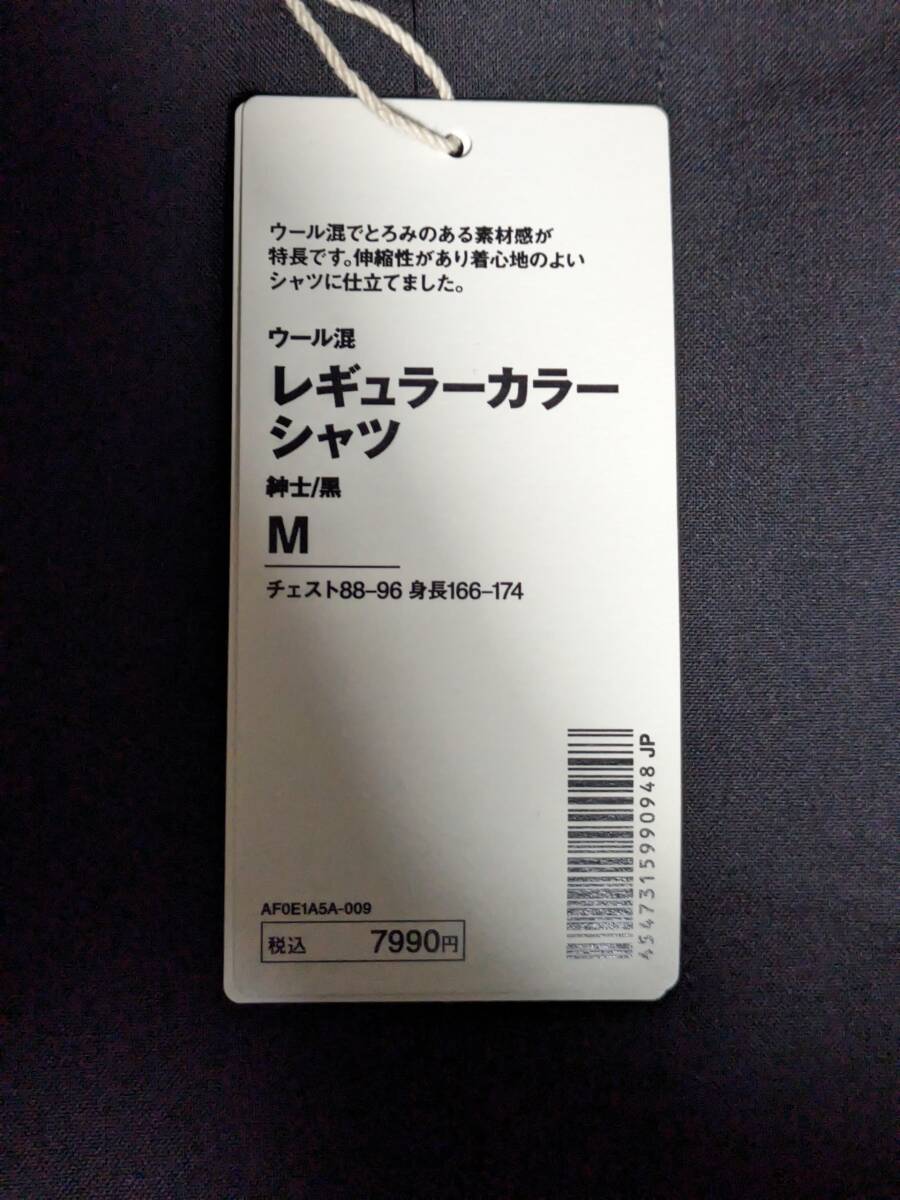 ウール混でとろみのある素材感が
特長です。伸縮性があり着心地のよい
シャツに仕立てました。
ウール混
レギュラーカラー
シャツ
紳士/黒
M
チェスト88-96 身長166-174
4547315990948 JP
AF0E1A5A-009
税込 7990円